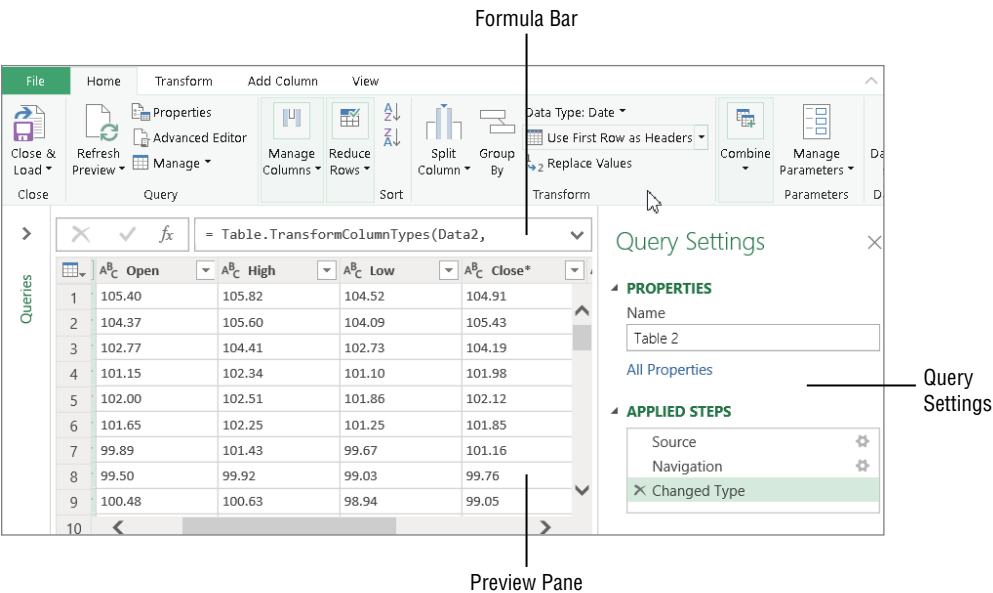 Formula Bar
File Home Transform Add Column View
Properties Data Type: Date
Advanced Editor Use First Row as Headers
Close & Load Refresh Preview Manage Manage Columns Reduce Rows Split Column Group By Replace Values Combine Manage Parameters Da
Close Query Sort Transform Parameters D
fx = Table.TransformColumnTypes(Data2,
Queries
ABC Open ABC High ABC Low ABC Close*
1 105.40 105.82 104.52 104.91
2 104.37 105.60 104.09 105.43
3 102.77 104.41 102.73 104.19
4 101.15 102.34 101.10 101.98
5 102.00 102.51 101.86 102.12
6 101.65 102.25 101.25 101.85
7 99.89 101.43 99.67 101.16
8 99.50 99.92 99.03 99.76
9 100.48 100.63 98.94 99.05
10
Query Settings
PROPERTIES
Name
Table 2
All Properties
APPLIED STEPS
Source
Navigation
Changed Type
Query
Settings
Preview Pane